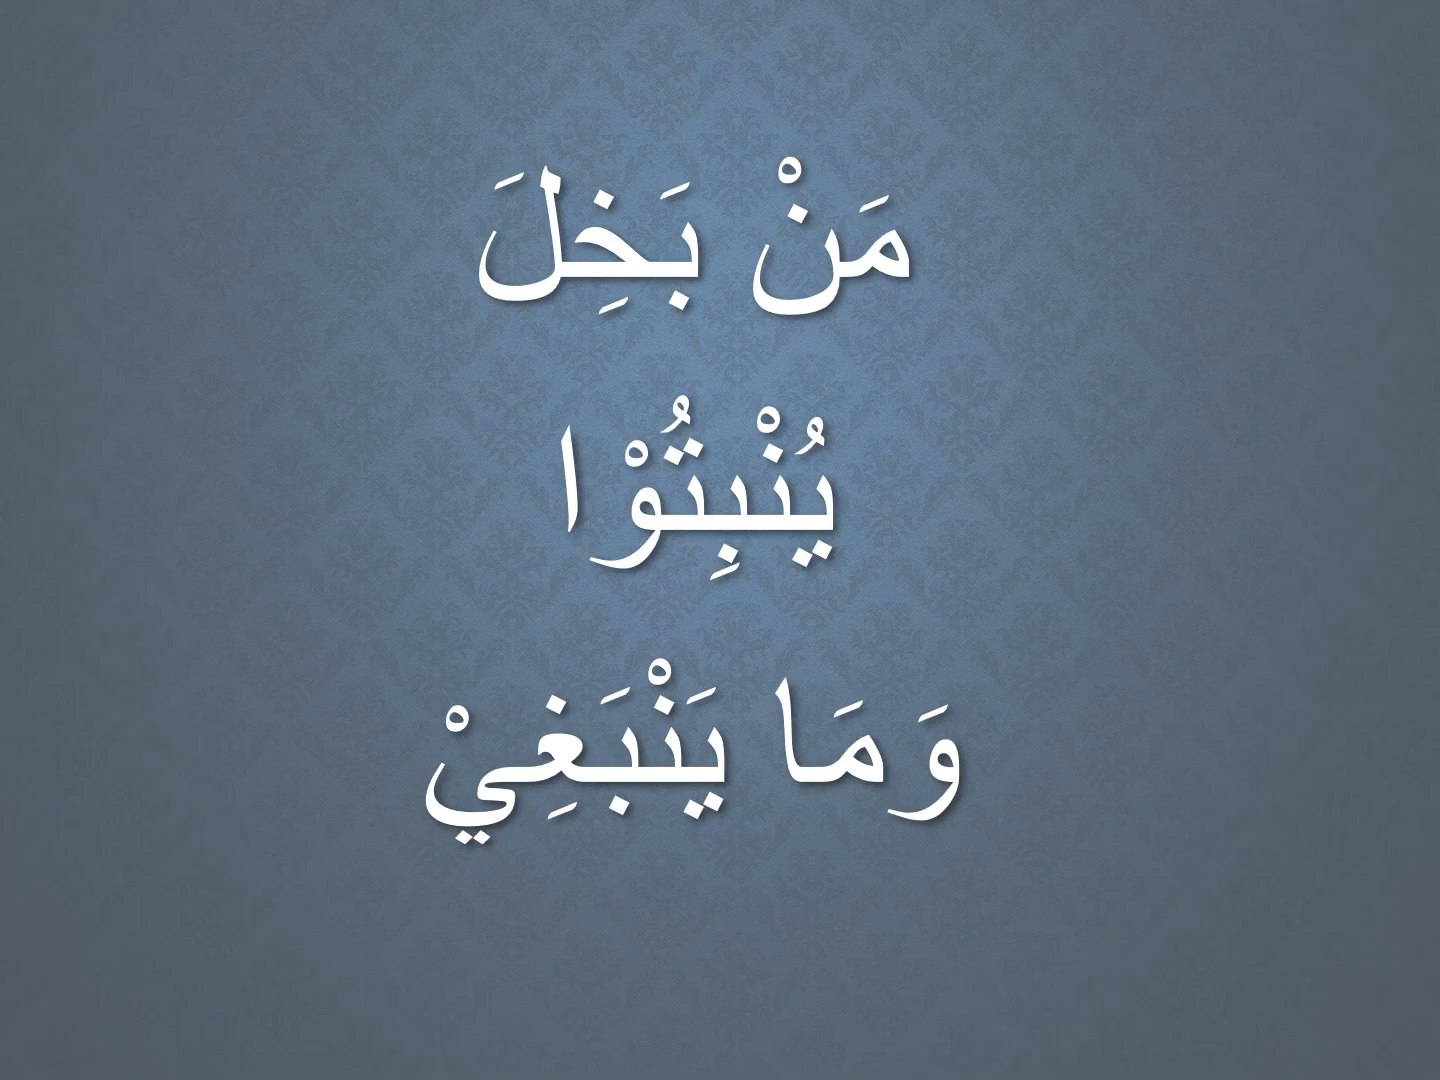 مَنْ بَخِلَ
يُنْبِتُوْا
وَمَا يَنْبَغِيْ